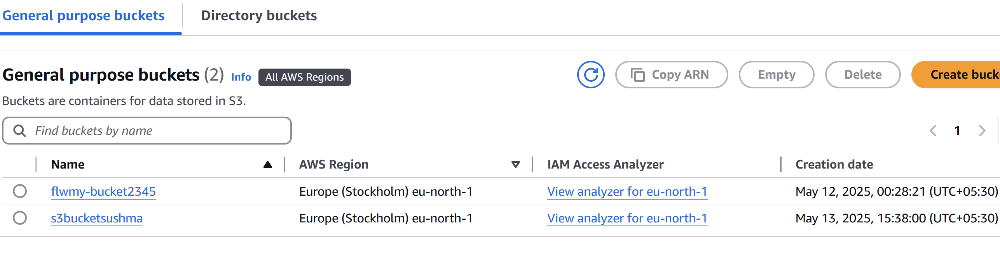 General purpose buckets Directory buckets
General purpose buckets (2) Info All AWS Regions Copy ARN Empty Delete Create buck
Buckets are containers for data stored in S3.
Find buckets by name 1
Name AWS Region IAM Access Analyzer Creation date
flwmy-bucket2345 Europe (Stockholm) eu-north-1 View analyzer for eu-north-1 May 12, 2025, 00:28:21 (UTC+05:30)
s3bucketsushma Europe (Stockholm) eu-north-1 View analyzer for eu-north-1 May 13, 2025, 15:38:00 (UTC+05:30)